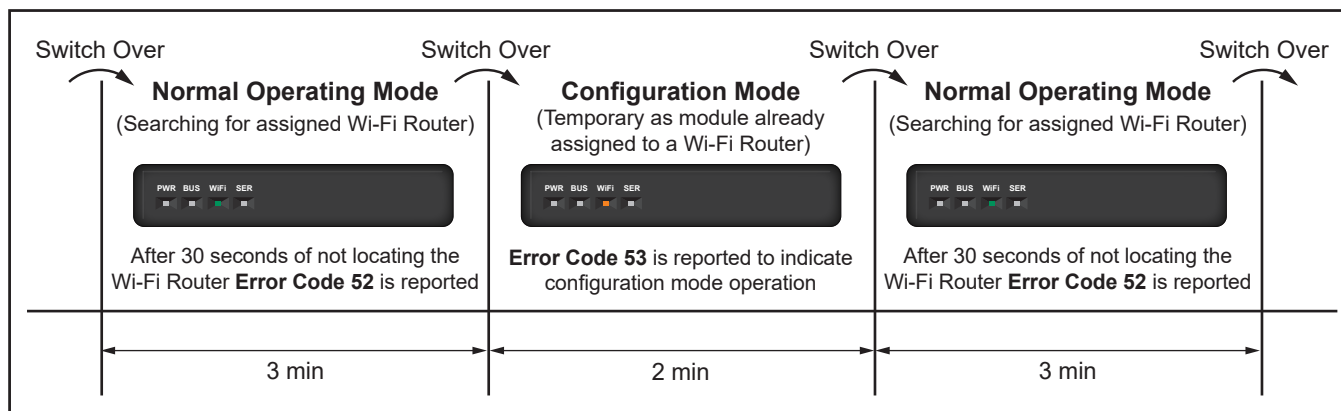 Switch Over
Switch Over
Switch Over
Switch Over
Normal Operating Mode
(Searching for assigned Wi-Fi Router)
PWR BUS WiFi SER
After 30 seconds of not locating the
Wi-Fi Router Error Code 52 is reported
3 min
Configuration Mode
(Temporary as module already
assigned to a Wi-Fi Router)
PWR BUS WiFi SER
Error Code 53 is reported to indicate
configuration mode operation
2 min
Normal Operating Mode
(Searching for assigned Wi-Fi Router)
PWR BUS WiFi SER
After 30 seconds of not locating the
Wi-Fi Router Error Code 52 is reported
3 min